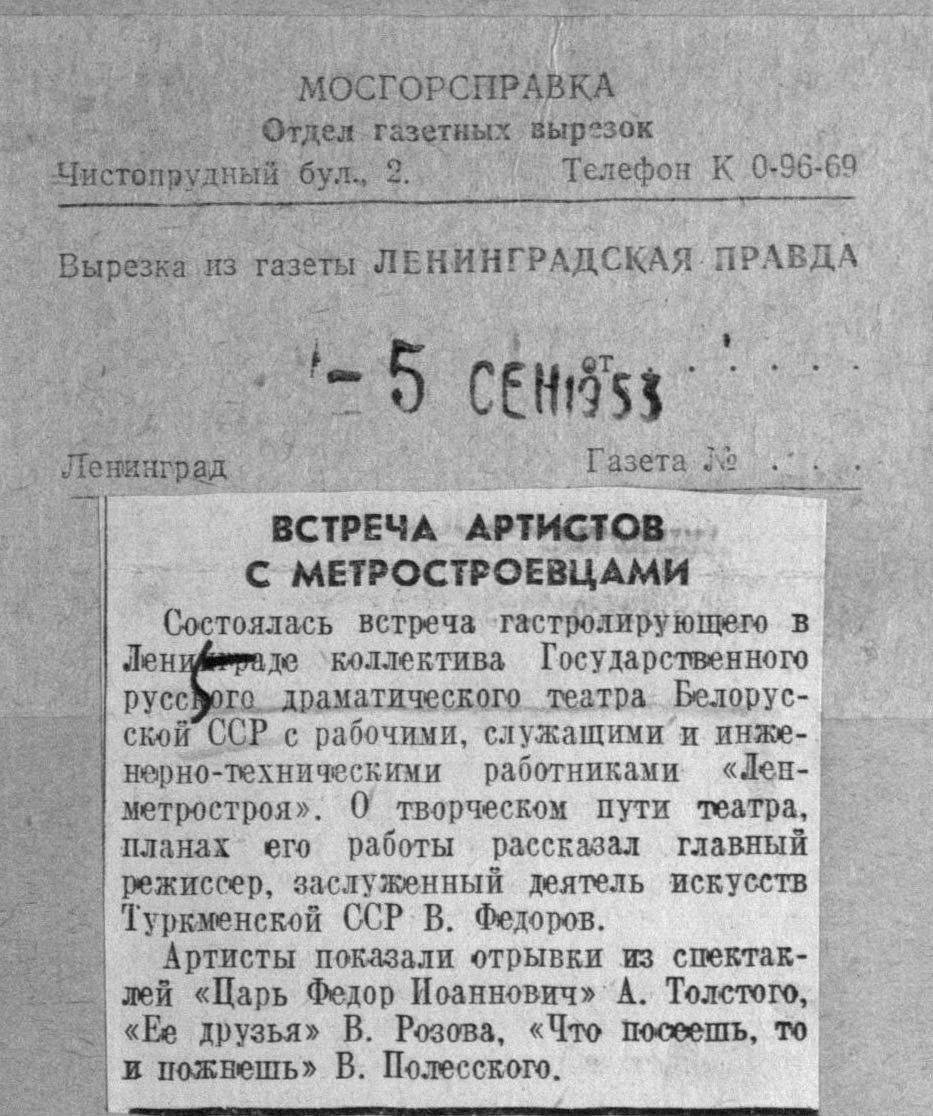 МОСГОРСПРАВКА
Отдел газетных вырезок
Чистопрудный бул., 2. Телефон К 0-96-69
Вырезка из газеты ЛЕНИНГРАДСКАЯ ПРАВДА
- 5 СЕН 1953 от . . . . .
Ленинград Газета № . . .
ВСТРЕЧА АРТИСТОВ
С МЕТРОСТРОЕВЦАМИ
Состоялась встреча гастролирующего в
Ленинграде коллектива Государственного
русского драматического театра Белорус-
ской ССР с рабочими, служащими и инже-
нерно-техническими работниками «Лен-
метростроя». О творческом пути театра,
планах его работы рассказал главный
режиссер, заслуженный деятель искусств
Туркменской ССР В. Федоров.
Артисты показали отрывки из спектак-
лей «Царь Федор Иоаннович» А. Толстого,
«Ее друзья» В. Розова, «Что посеешь, то
и пожнешь» В. Полесского.